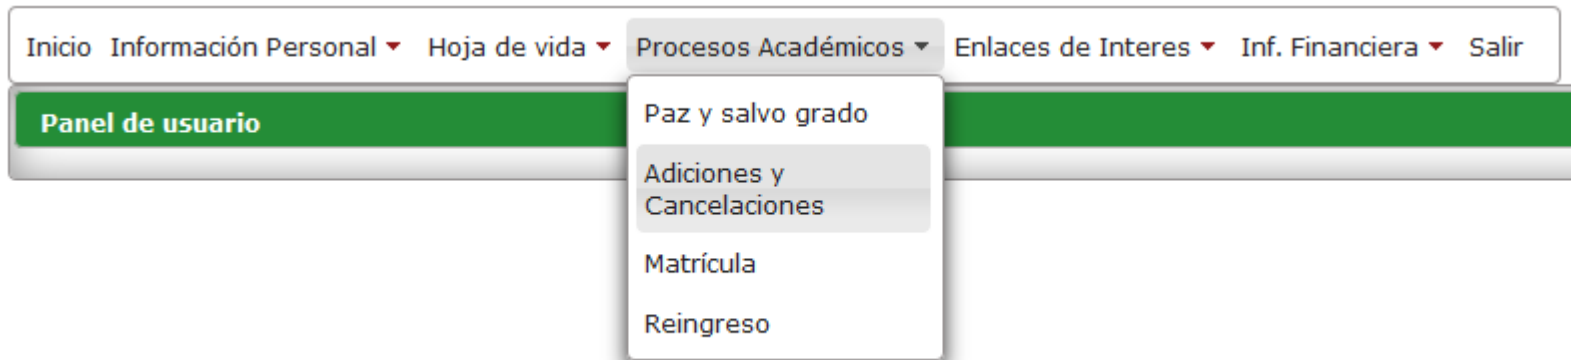 Inicio Información Personal Hoja de vida Procesos Académicos Enlaces de Interes Inf. Financiera Salir
Panel de usuario
Paz y salvo grado
Adiciones y
Cancelaciones
Matrícula
Reingreso